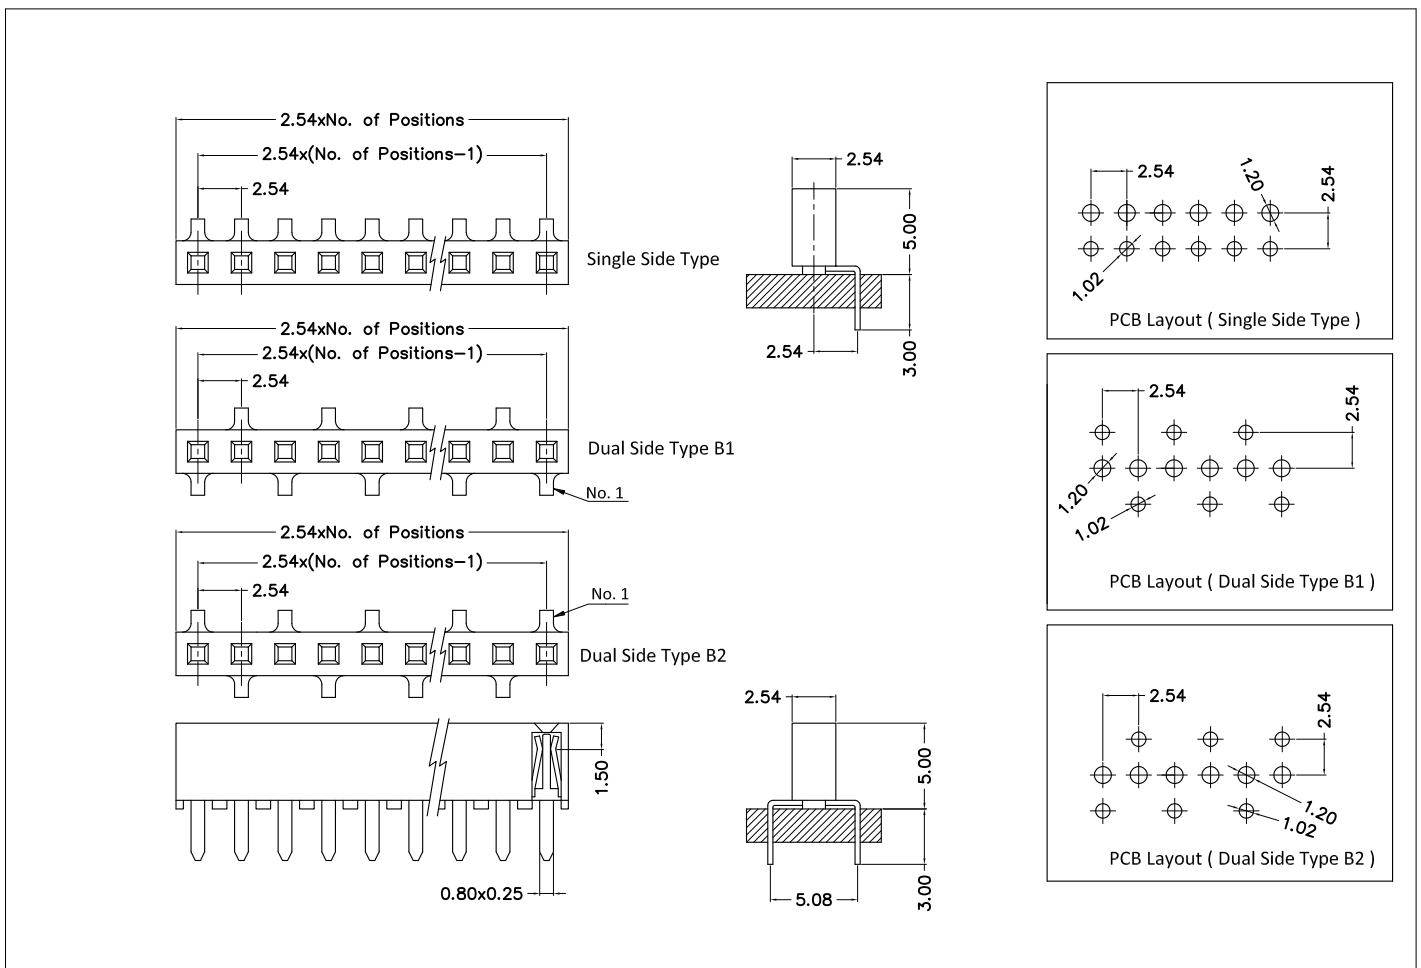 2.54xNo. of Positions
2.54x(No. of Positions-1)
2.54
Single Side Type
2.54xNo. of Positions
2.54x(No. of Positions-1)
2.54
Dual Side Type B1
No. 1
2.54xNo. of Positions
2.54x(No. of Positions-1)
2.54
No. 1
Dual Side Type B2
1.50
0.80x0.25
2.54
5.00
2.54
3.00
2.54
5.00
3.00
5.08
2.54
1.20
2.54
1.02
PCB Layout ( Single Side Type )
2.54
2.54
1.20
1.02
PCB Layout ( Dual Side Type B1 )
2.54
2.54
1.20
1.02
PCB Layout ( Dual Side Type B2 )